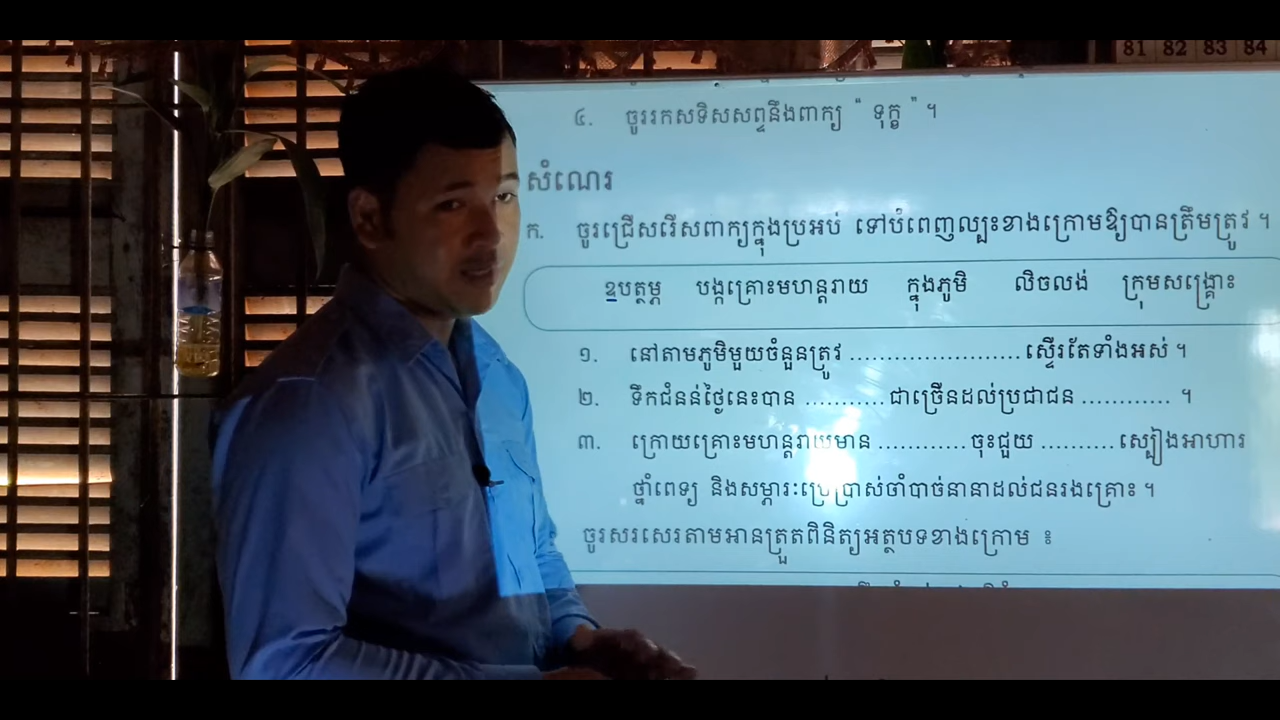 81 82 83 84
៤. ចូររកសទិសសព្ទនឹងពាក្យ “ ទុក្ខ ” ។
សំណេរ
ក. ចូរជ្រើសរើសពាក្យក្នុងប្រអប់ ទៅបំពេញល្បះខាងក្រោមឱ្យបានត្រឹមត្រូវ ។
ឧបត្ថម្ភ បង្កគ្រោះមហន្តរាយ ក្នុងភូមិ លិចលង់ ក្រុមសង្គ្រោះ
១. នៅតាមភូមិមួយចំនួនត្រូវ ....................... ស្ទើរតែទាំងអស់ ។
២. ទឹកជំនន់ថ្ងៃនេះបាន ........... ជាច្រើនដល់ប្រជាជន ............ ។
៣. ក្រោយគ្រោះមហន្តរាយមាន ............ ចុះជួយ .......... ស្បៀងអាហារ
ថ្នាំពេទ្យ និងសម្ភារៈប្រើប្រាស់ចាំបាច់នានាដល់ជនរងគ្រោះ ។
ចូរសរសេរតាមអានត្រួតពិនិត្យអត្ថបទខាងក្រោម ៖